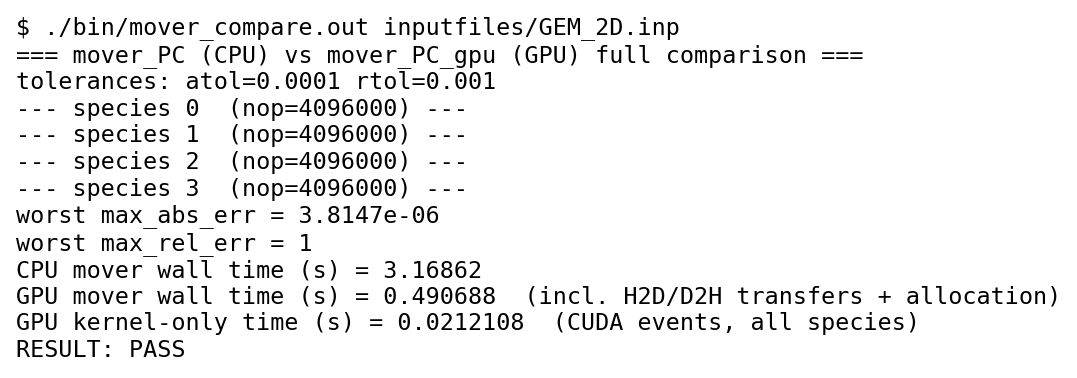 $ ./bin/mover_compare.out inputfiles/GEM_2D.inp
=== mover_PC (CPU) vs mover_PC_gpu (GPU) full comparison ===
tolerances: atol=0.0001 rtol=0.001
--- species 0  (nop=4096000) ---
--- species 1  (nop=4096000) ---
--- species 2  (nop=4096000) ---
--- species 3  (nop=4096000) ---
worst max_abs_err = 3.8147e-06
worst max_rel_err = 1
CPU mover wall time (s) = 3.16862
GPU mover wall time (s) = 0.490688  (incl. H2D/D2H transfers + allocation)
GPU kernel-only time (s) = 0.0212108  (CUDA events, all species)
RESULT: PASS